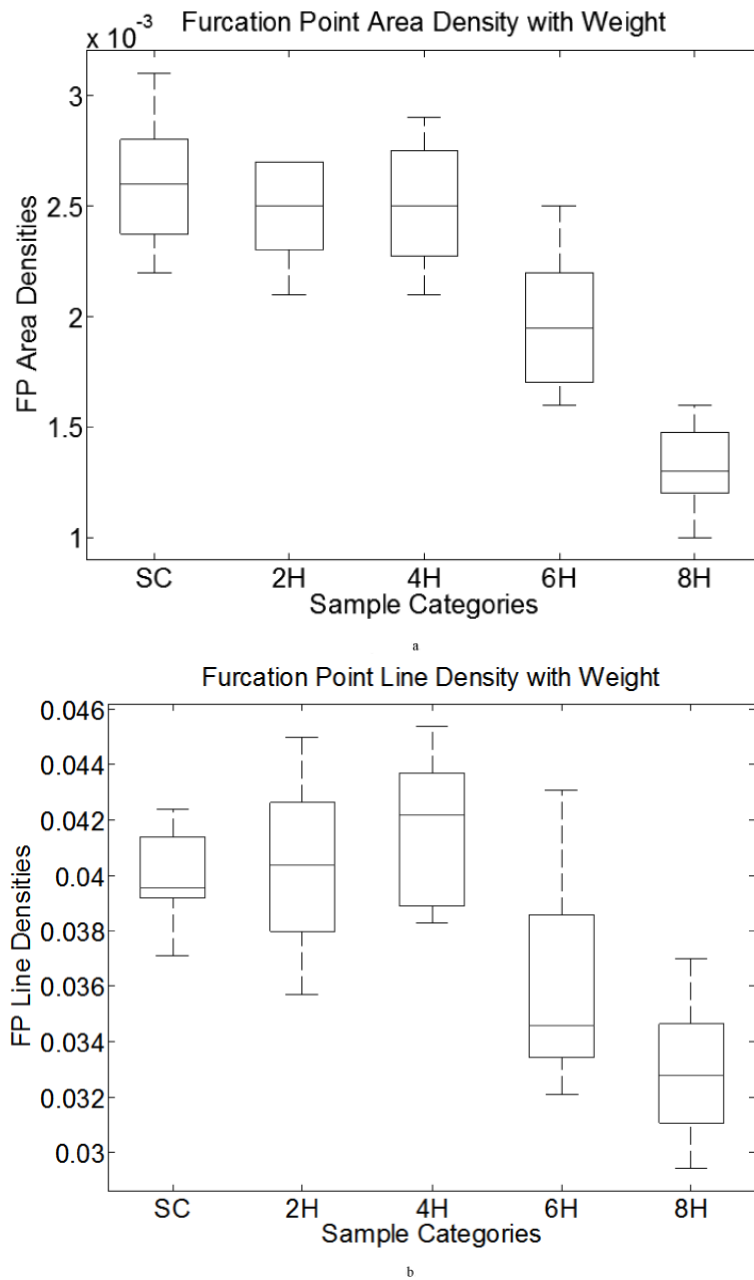 Furcation Point Area Density with Weight
x 10⁻³
3
2.5
2
1.5
1
FP Area Densities
SC 2H 4H 6H 8H
Sample Categories
a
Furcation Point Line Density with Weight
0.046
0.044
0.042
0.04
0.038
0.036
0.034
0.032
0.03
FP Line Densities
SC 2H 4H 6H 8H
Sample Categories
b